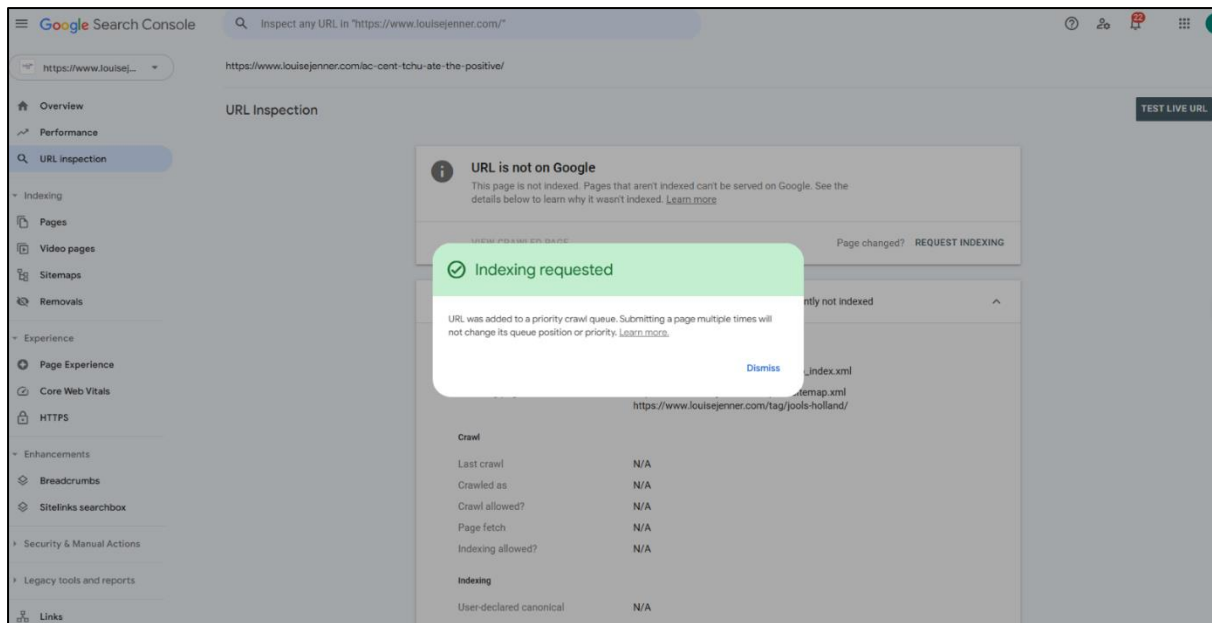 Google Search Console
Inspect any URL in "https://www.louisejenner.com/"
22
https://www.louisej...
https://www.louisejenner.com/ac-cent-tchu-ate-the-positive/
Overview
Performance
URL inspection
Indexing
Pages
Video pages
Sitemaps
Removals
Experience
Page Experience
Core Web Vitals
HTTPS
Enhancements
Breadcrumbs
Sitelinks searchbox
Security & Manual Actions
Legacy tools and reports
Links
URL Inspection
TEST LIVE URL
URL is not on Google
This page is not indexed. Pages that aren't indexed can't be served on Google. See the
details below to learn why it wasn't indexed. Learn more
VIEW CRAWLED PAGE
Page changed? REQUEST INDEXING
Indexing requested
URL was added to a priority crawl queue. Submitting a page multiple times will
not change its queue position or priority. Learn more.
Dismiss
ntly not indexed
_index.xml
itemap.xml
https://www.louisejenner.com/tag/jools-holland/
Crawl
Last crawl N/A
Crawled as N/A
Crawl allowed? N/A
Page fetch N/A
Indexing allowed? N/A
Indexing
User-declared canonical N/A